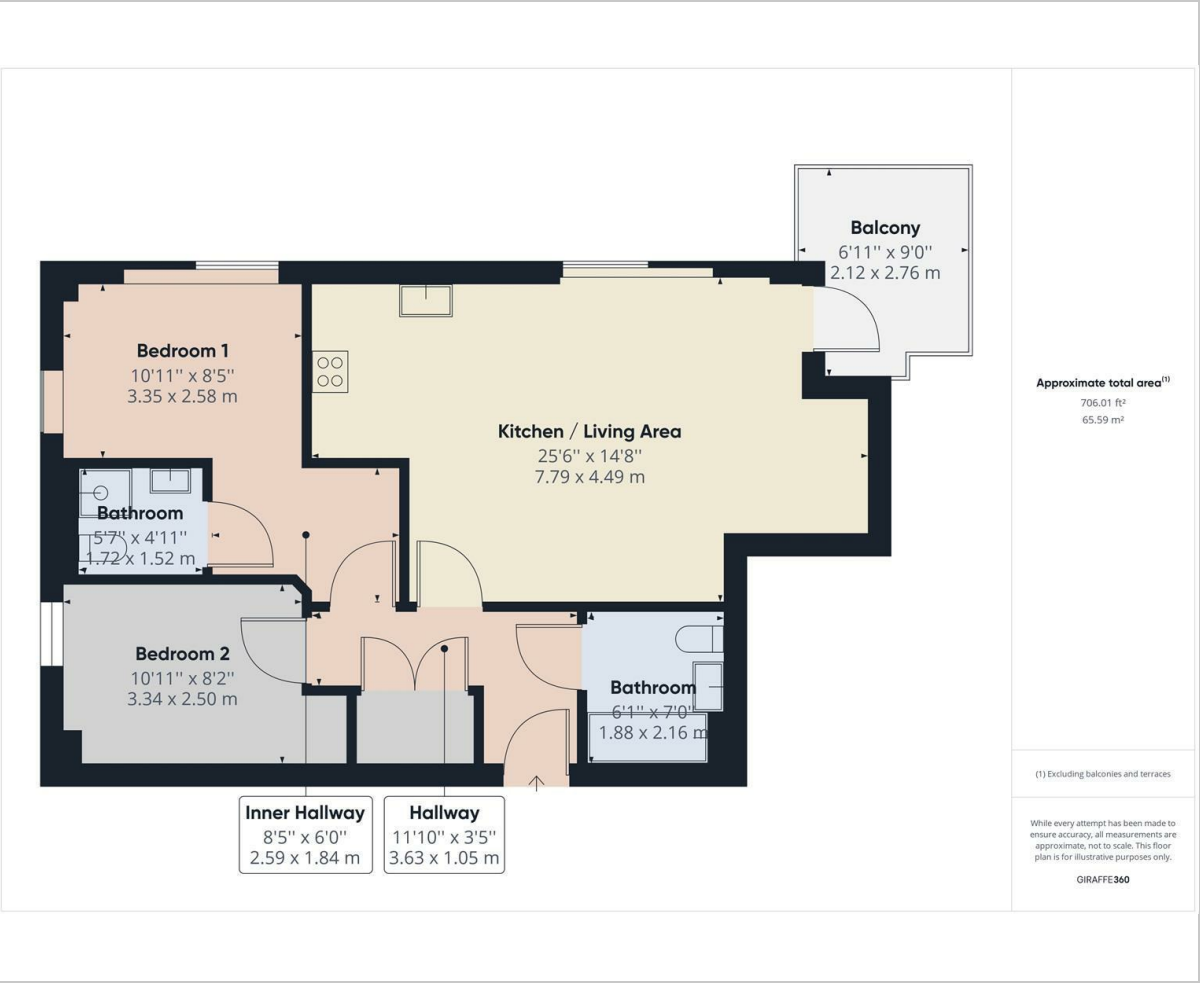 Balcony
6'11'' x 9'0''
2.12 x 2.76 m
Bedroom 1
10'11'' x 8'5''
3.35 x 2.58 m
Kitchen / Living Area
25'6'' x 14'8''
7.79 x 4.49 m
Bathroom
5'7'' x 4'11''
1.72 x 1.52 m
Bedroom 2
10'11'' x 8'2''
3.34 x 2.50 m
Bathroom
6'1'' x 7'0''
1.88 x 2.16 m
Inner Hallway
8'5'' x 6'0''
2.59 x 1.84 m
Hallway
11'10'' x 3'5''
3.63 x 1.05 m
Approximate total area(1)
706.01 ft²
65.59 m²
(1) Excluding balconies and terraces
While every attempt has been made to
ensure accuracy, all measurements are
approximate, not to scale. This floor
plan is for illustrative purposes only.
GIRAFFE360